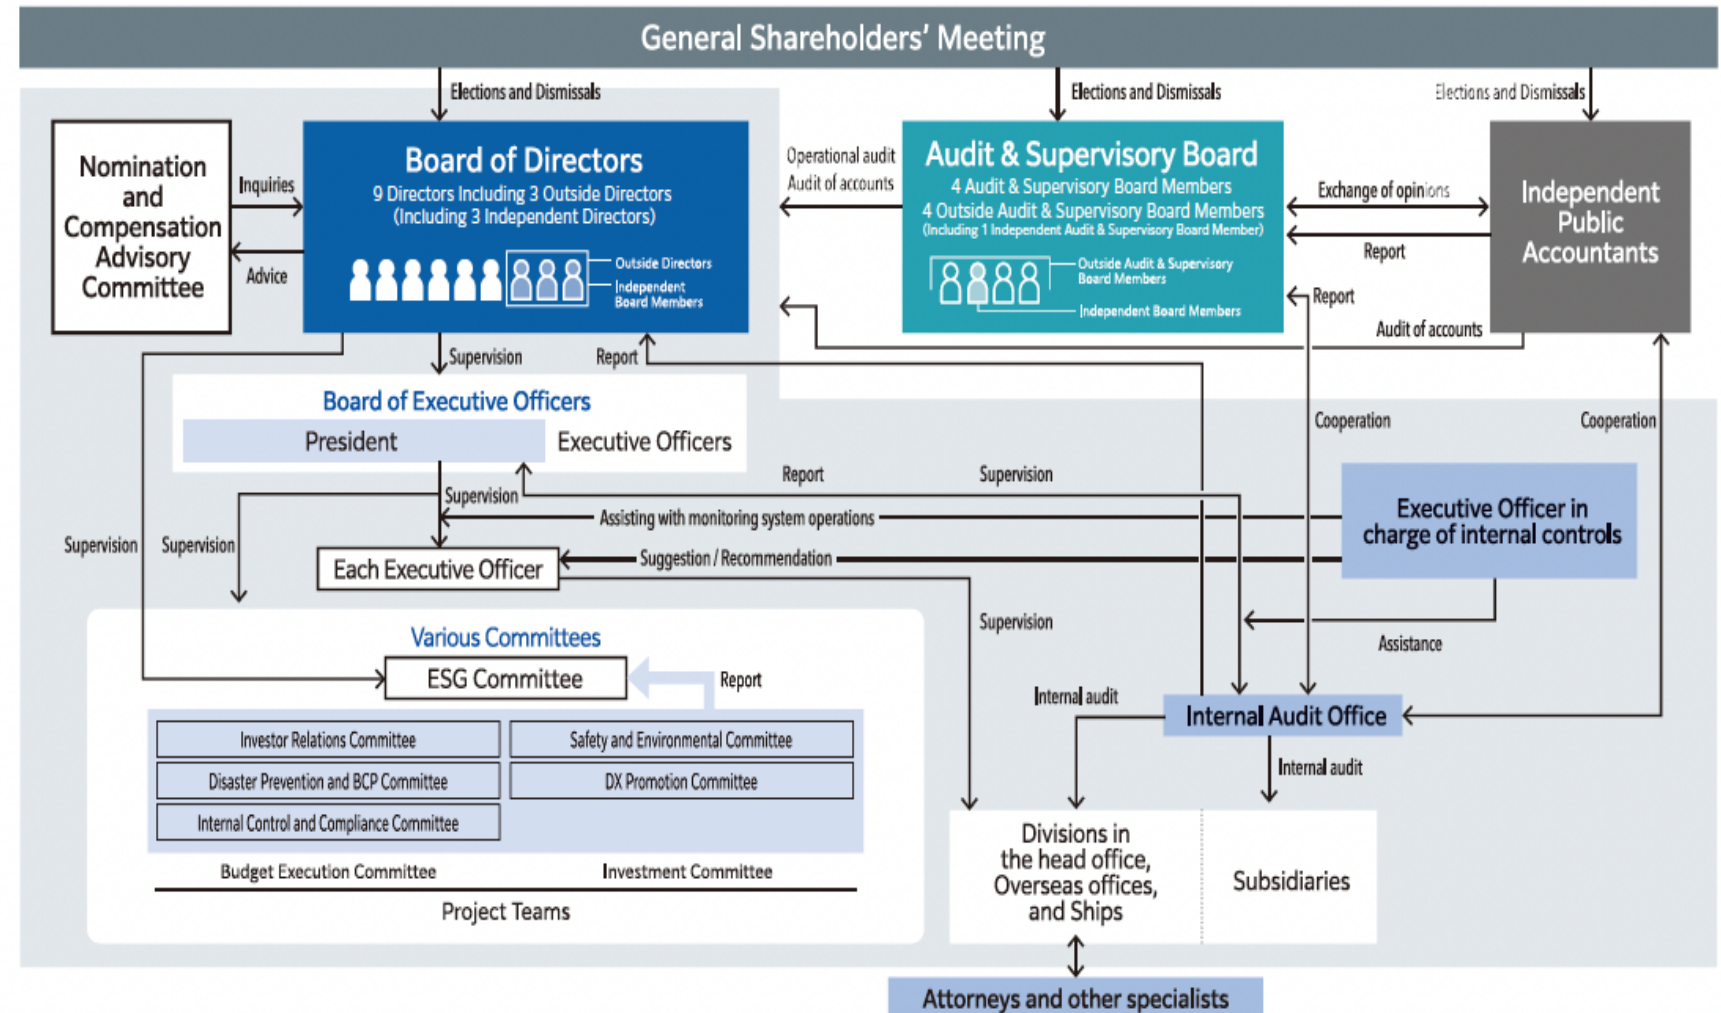 General Shareholders' Meeting
Elections and Dismissals
Elections and Dismissals
Elections and Dismissals
Nomination
and
Compensation
Advisory
Committee
Inquiries
Advice
Board of Directors
9 Directors Including 3 Outside Directors
(Including 3 Independent Directors)
Outside Directors
Independent
Board Members
Operational audit
Audit of accounts
Audit & Supervisory Board
4 Audit & Supervisory Board Members
4 Outside Audit & Supervisory Board Members
(Including 1 Independent Audit & Supervisory Board Member)
Outside Audit & Supervisory
Board Members
Independent Board Members
Exchange of opinions
Report
Independent
Public
Accountants
Report
Audit of accounts
Supervision
Report
Board of Executive Officers
President
Executive Officers
Cooperation
Cooperation
Report
Supervision
Supervision
Assisting with monitoring system operations
Executive Officer in
charge of internal controls
Supervision
Supervision
Each Executive Officer
Suggestion / Recommendation
Supervision
Assistance
Various Committees
ESG Committee
Report
Internal audit
Internal Audit Office
Internal audit
Investor Relations Committee
Safety and Environmental Committee
Disaster Prevention and BCP Committee
DX Promotion Committee
Internal Control and Compliance Committee
Budget Execution Committee
Investment Committee
Project Teams
Divisions in
the head office,
Overseas offices,
and Ships
Subsidiaries
Attorneys and other specialists